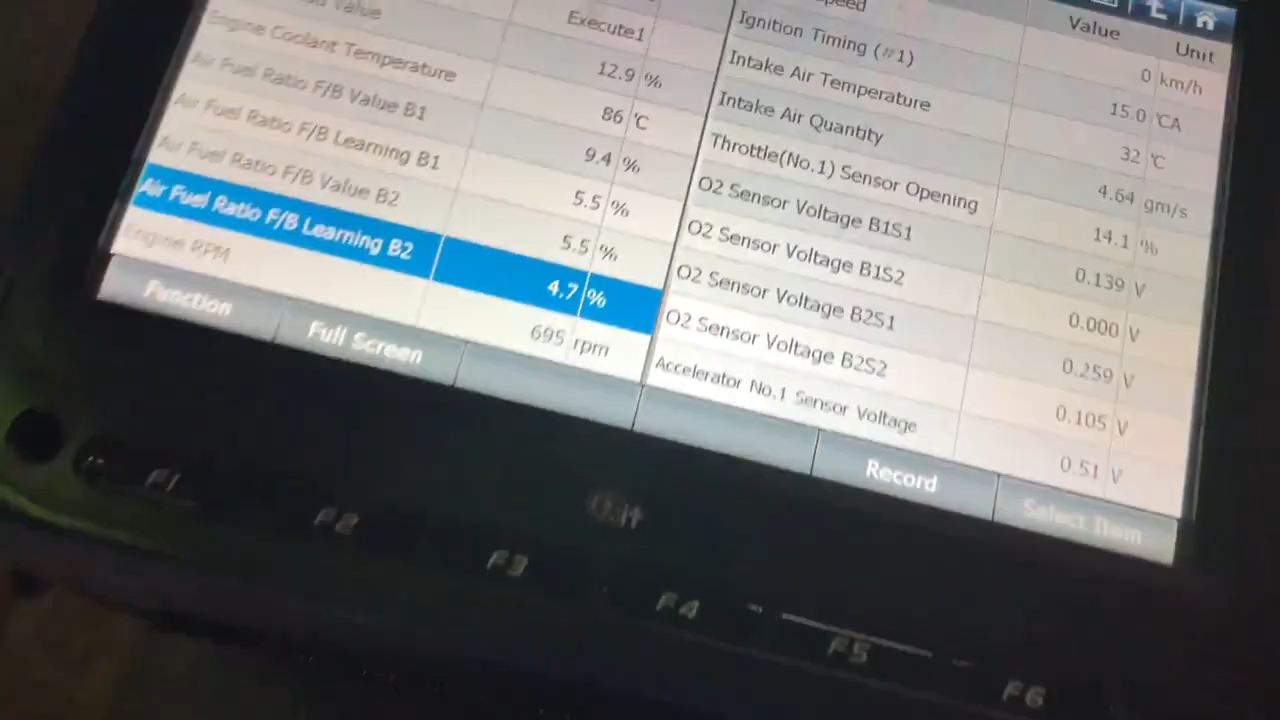 Value
Execute1
12.9 %
Engine Coolant Temperature
86 ℃
Air Fuel Ratio F/B Value B1
9.4 %
Air Fuel Ratio F/B Learning B1
5.5 %
Air Fuel Ratio F/B Value B2
5.5 %
Air Fuel Ratio F/B Learning B2
4.7 %
Engine RPM
695 rpm
Value Unit
Speed
0 km/h
Ignition Timing (#1)
15.0 °CA
Intake Air Temperature
32 ℃
Intake Air Quantity
4.64 gm/s
Throttle(No.1) Sensor Opening
14.1 %
O2 Sensor Voltage B1S1
0.139 V
O2 Sensor Voltage B1S2
0.000 V
O2 Sensor Voltage B2S1
0.259 V
O2 Sensor Voltage B2S2
0.105 V
Accelerator No.1 Sensor Voltage
0.51 V
Function
Full Screen
Record
Select Item
Quit
F1
F2
F3
F4
F5
F6